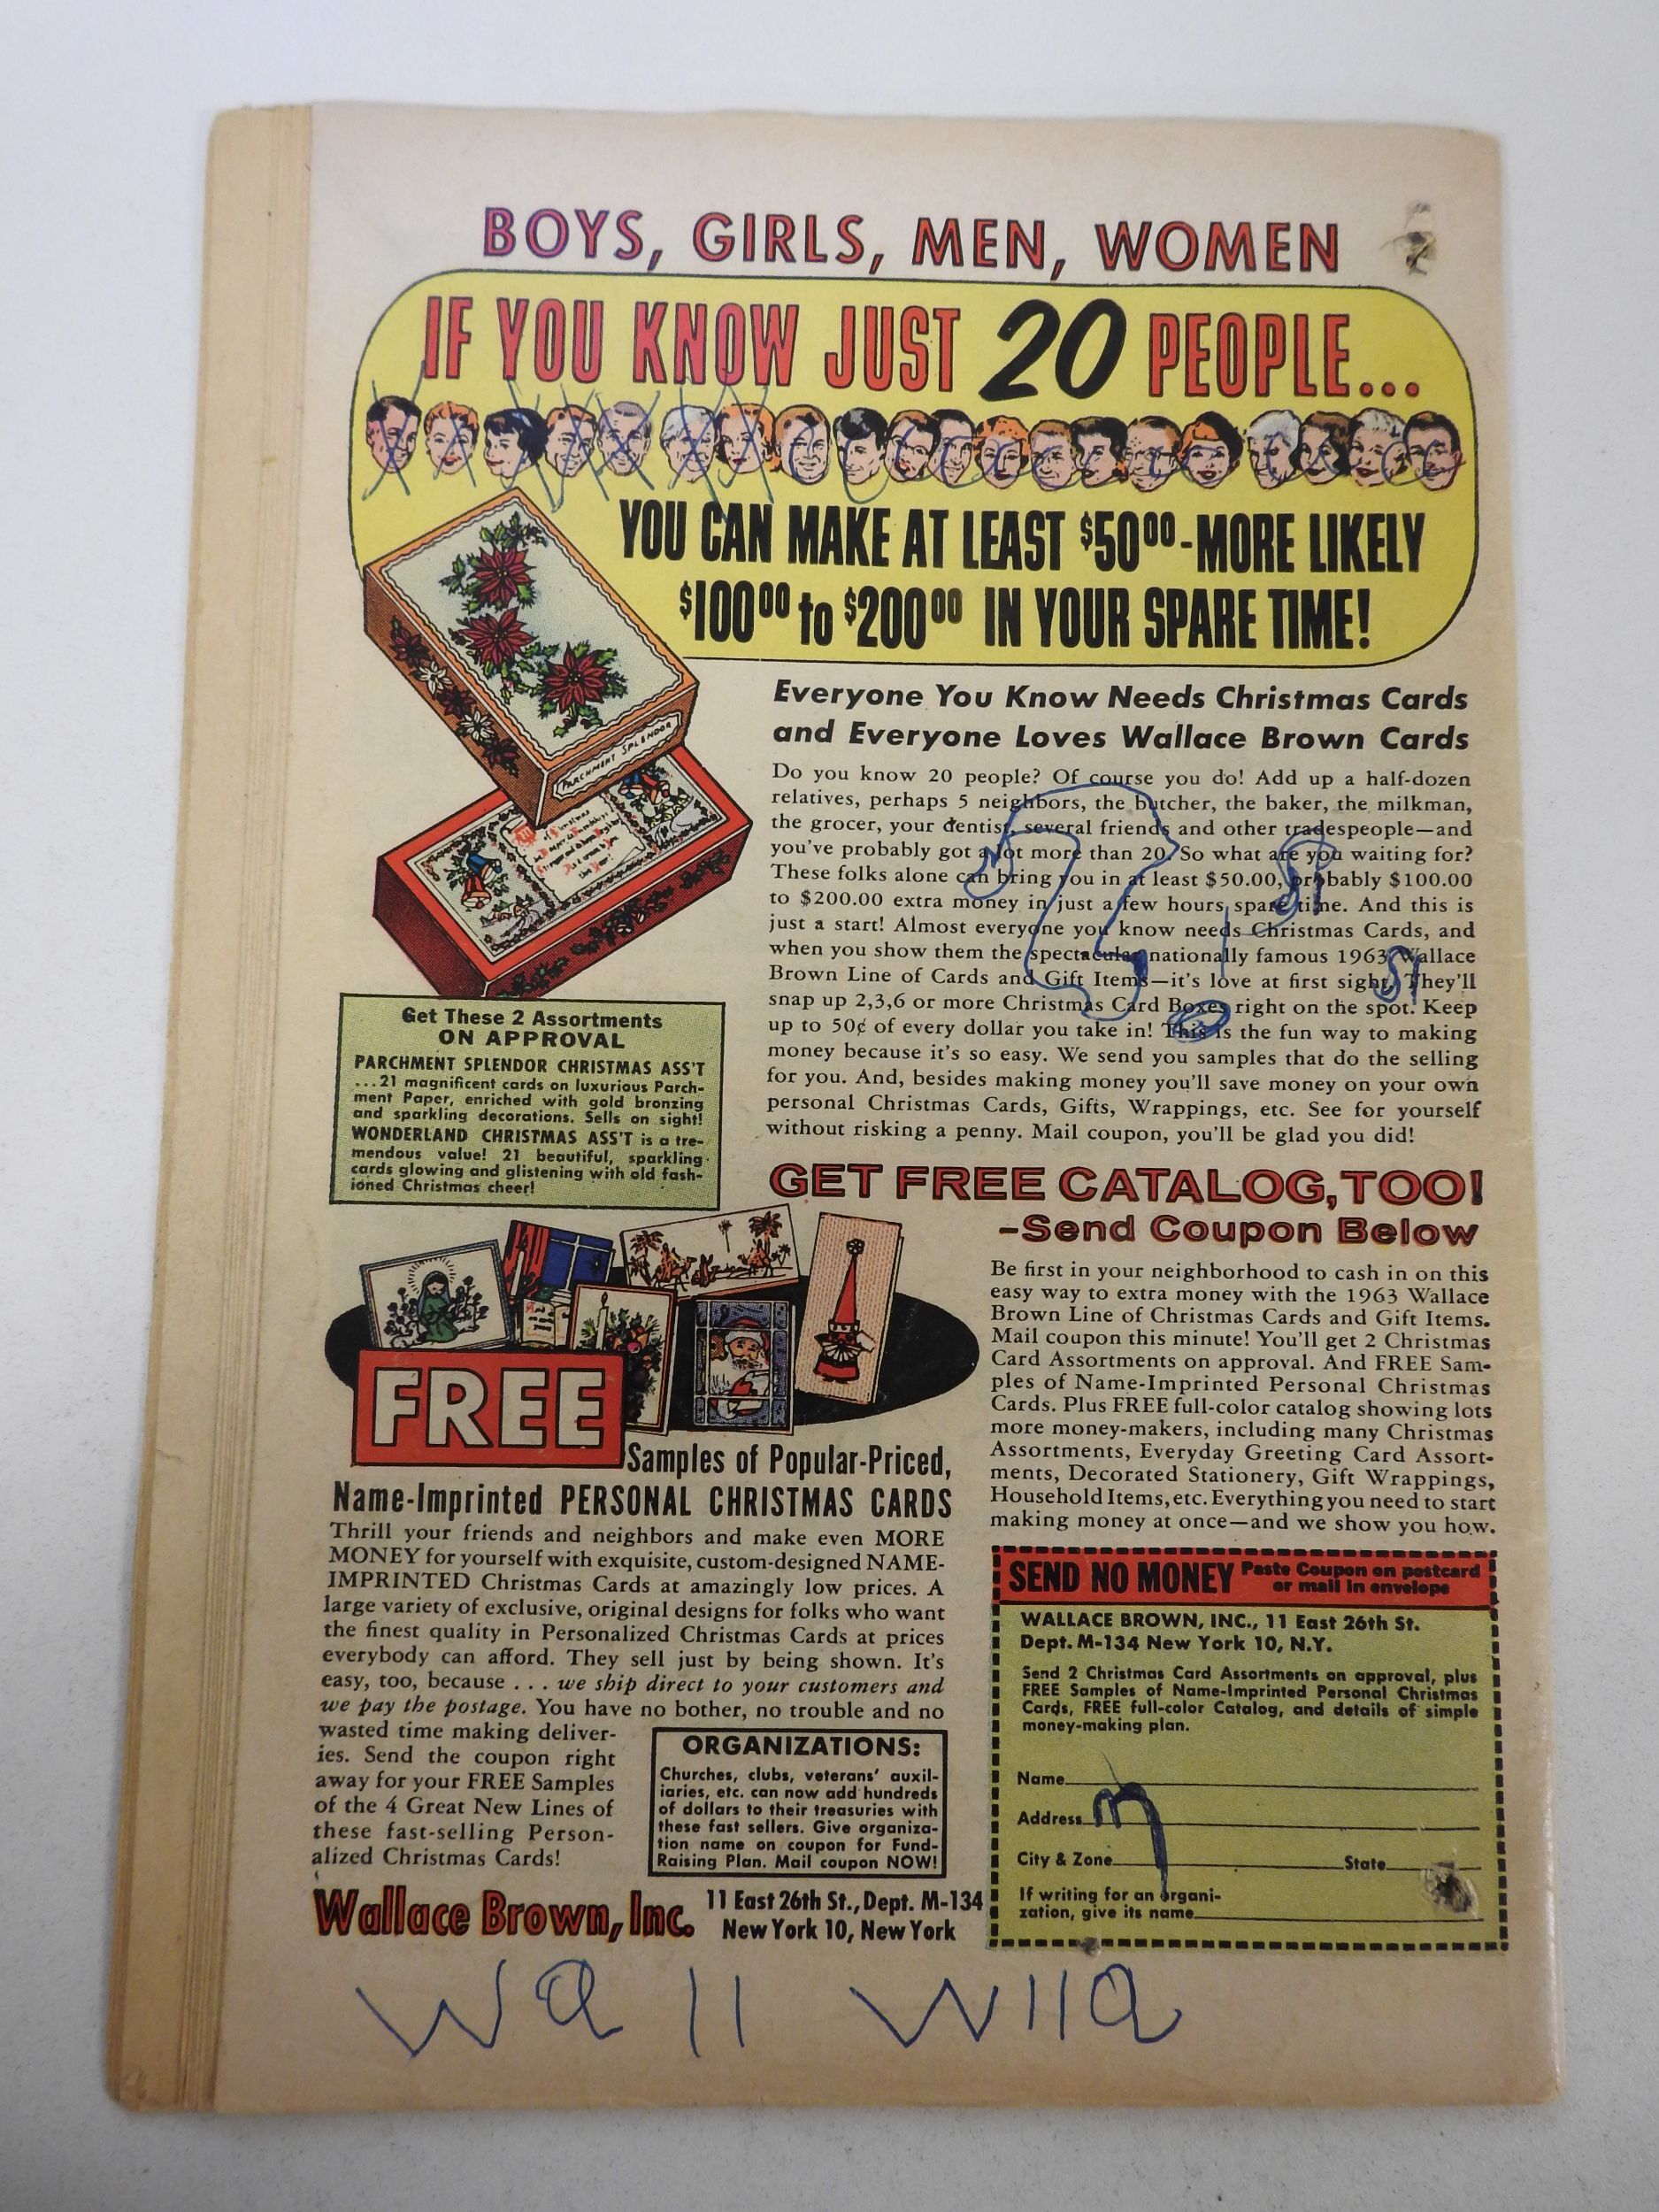 BOYS, GIRLS, MEN, WOMEN
IF YOU KNOW JUST 20 PEOPLE...
YOU CAN MAKE AT LEAST $50⁰⁰-MORE LIKELY
$100⁰⁰ to $200⁰⁰ IN YOUR SPARE TIME!
PARCHMENT SPLENDOR
Everyone You Know Needs Christmas Cards
and Everyone Loves Wallace Brown Cards
Do you know 20 people? Of course you do! Add up a half-dozen
relatives, perhaps 5 neighbors, the butcher, the baker, the milkman,
the grocer, your dentist, several friends and other tradespeople—and
you've probably got a lot more than 20. So what are you waiting for?
These folks alone can bring you in at least $50.00, probably $100.00
to $200.00 extra money in just a few hours spare time. And this is
just a start! Almost everyone you know needs Christmas Cards, and
when you show them the spectacular nationally famous 1963 Wallace
Brown Line of Cards and Gift Items—it's love at first sight. They'll
snap up 2,3,6 or more Christmas Card Boxes right on the spot! Keep
up to 50¢ of every dollar you take in! This is the fun way to making
money because it's so easy. We send you samples that do the selling
for you. And, besides making money you'll save money on your own
personal Christmas Cards, Gifts, Wrappings, etc. See for yourself
without risking a penny. Mail coupon, you'll be glad you did!
Get These 2 Assortments
ON APPROVAL
PARCHMENT SPLENDOR CHRISTMAS ASS'T
...21 magnificent cards on luxurious Parch-
ment Paper, enriched with gold bronzing
and sparkling decorations. Sells on sight!
WONDERLAND CHRISTMAS ASS'T is a tre-
mendous value! 21 beautiful, sparkling
cards glowing and glistening with old fash-
ioned Christmas cheer!
GET FREE CATALOG, TOO!
–Send Coupon Below
Be first in your neighborhood to cash in on this
easy way to extra money with the 1963 Wallace
Brown Line of Christmas Cards and Gift Items.
Mail coupon this minute! You'll get 2 Christmas
Card Assortments on approval. And FREE Sam-
ples of Name-Imprinted Personal Christmas
Cards. Plus FREE full-color catalog showing lots
more money-makers, including many Christmas
Assortments, Everyday Greeting Card Assort-
ments, Decorated Stationery, Gift Wrappings,
Household Items, etc. Everything you need to start
making money at once—and we show you how.
FREE
Samples of Popular-Priced,
Name-Imprinted PERSONAL CHRISTMAS CARDS
Thrill your friends and neighbors and make even MORE
MONEY for yourself with exquisite, custom-designed NAME-
IMPRINTED Christmas Cards at amazingly low prices. A
large variety of exclusive, original designs for folks who want
the finest quality in Personalized Christmas Cards at prices
everybody can afford. They sell just by being shown. It's
easy, too, because . . . we ship direct to your customers and
we pay the postage. You have no bother, no trouble and no
wasted time making deliver-
ies. Send the coupon right
away for your FREE Samples
of the 4 Great New Lines of
these fast-selling Person-
alized Christmas Cards!
ORGANIZATIONS:
Churches, clubs, veterans' auxil-
iaries, etc. can now add hundreds
of dollars to their treasuries with
these fast sellers. Give organiza-
tion name on coupon for Fund-
Raising Plan. Mail coupon NOW!
Wallace Brown, Inc.
11 East 26th St., Dept. M-134
New York 10, New York
SEND NO MONEY Paste Coupon on postcard
or mail in envelope
WALLACE BROWN, INC., 11 East 26th St.
Dept. M-134 New York 10, N.Y.
Send 2 Christmas Card Assortments on approval, plus
FREE Samples of Name-Imprinted Personal Christmas
Cards, FREE full-color Catalog, and details of simple
money-making plan.
Name
Address
City & Zone State
If writing for an organi-
zation, give its name
Wa ll Wlla